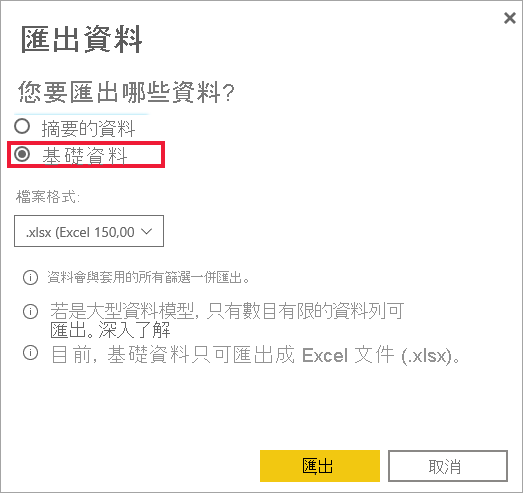 匯出資料
您要匯出哪些資料?
摘要的資料
基礎資料
檔案格式:
.xlsx (Excel 150,00
資料會與套用的所有篩選一併匯出。
若是大型資料模型, 只有數目有限的資料列可
匯出。深入了解
目前, 基礎資料只可匯出成 Excel 文件 (.xlsx)。
匯出
取消